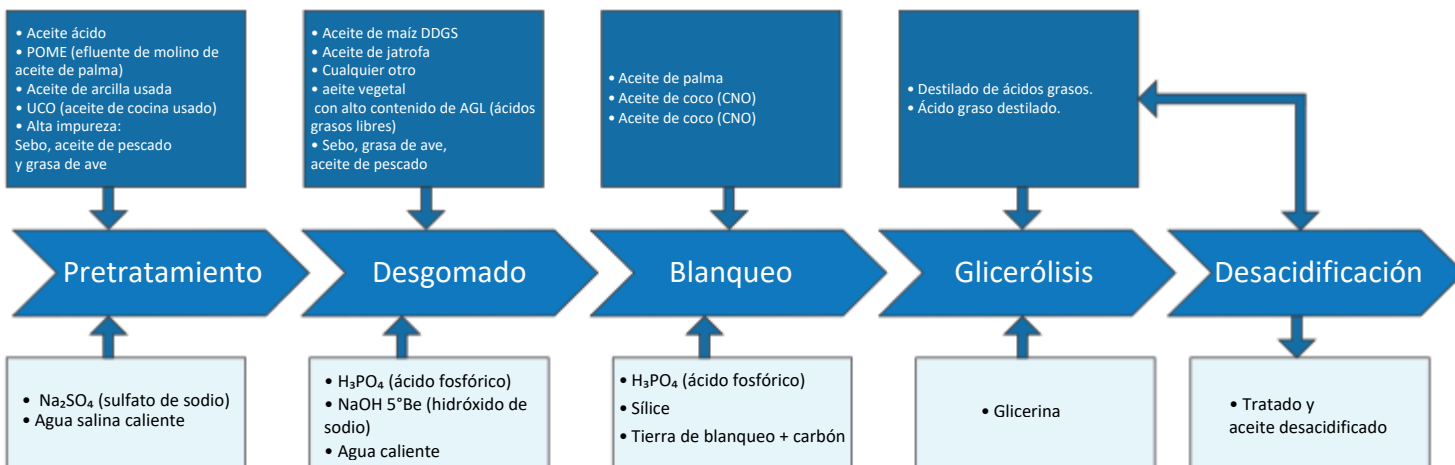 • Aceite ácido
• POME (efluente de molino de
aceite de palma)
• Aceite de arcilla usada
• UCO (aceite de cocina usado)
• Alta impureza:
Sebo, aceite de pescado
y grasa de ave
• Aceite de maíz DDGS
• Aceite de jatrofa
• Cualquier otro
• aeite vegetal
con alto contenido de AGL (ácidos
grasos libres)
• Sebo, grasa de ave,
aceite de pescado
• Aceite de palma
• Aceite de coco (CNO)
• Aceite de coco (CNO)
• Destilado de ácidos grasos.
• Ácido graso destilado.
Pretratamiento
Desgomado
Blanqueo
Glicerólisis
Desacidificación
• Na₂SO₄ (sulfato de sodio)
• Agua salina caliente
• H₃PO₄ (ácido fosfórico)
• NaOH 5°Be (hidróxido de
sodio)
• Agua caliente
• H₃PO₄ (ácido fosfórico)
• Sílice
• Tierra de blanqueo + carbón
• Glicerina
• Tratado y
aceite desacidificado